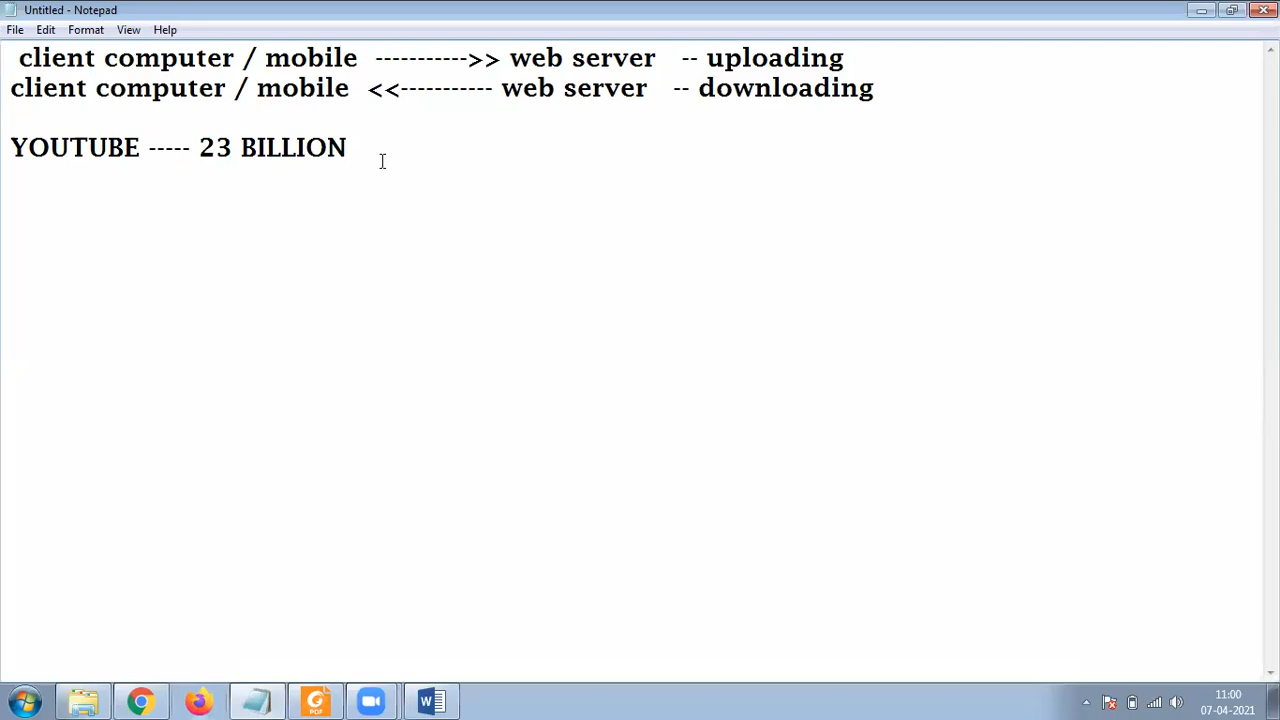 Untitled - Notepad
File Edit Format View Help
client computer / mobile ----------->> web server -- uploading
client computer / mobile <<----------- web server -- downloading
YOUTUBE ----- 23 BILLION
PDF
W
11:00
07-04-2021